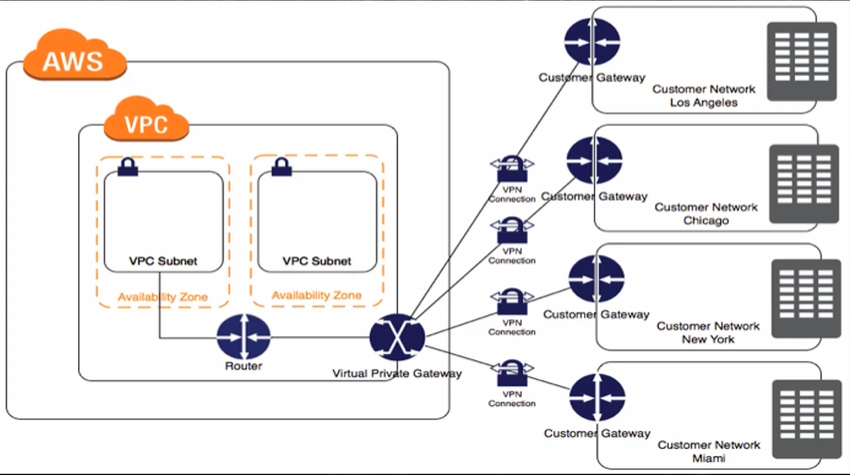 AWS
VPC
VPC Subnet
Availability Zone
VPC Subnet
Availability Zone
Router
Virtual Private Gateway
VPN
Connection
VPN
Connection
VPN
Connection
VPN
Connection
Customer Gateway
Customer Network
Los Angeles
Customer Gateway
Customer Network
Chicago
Customer Gateway
Customer Network
New York
Customer Gateway
Customer Network
Miami